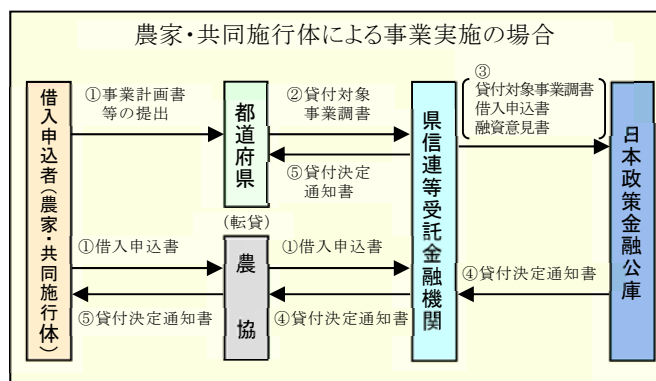 農家・共同施行体による事業実施の場合
借入申込者(農家・共同施行体)
①事業計画書
等の提出
都道府県
②貸付対象
事業調書
⑤貸付決定
通知書
県信連等受託金融機関
③
貸付対象事業調書
借入申込書
融資意見書
日本政策金融公庫
(転貸)
①借入申込書
農協
①借入申込書
④貸付決定通知書
⑤貸付決定通知書
④貸付決定通知書